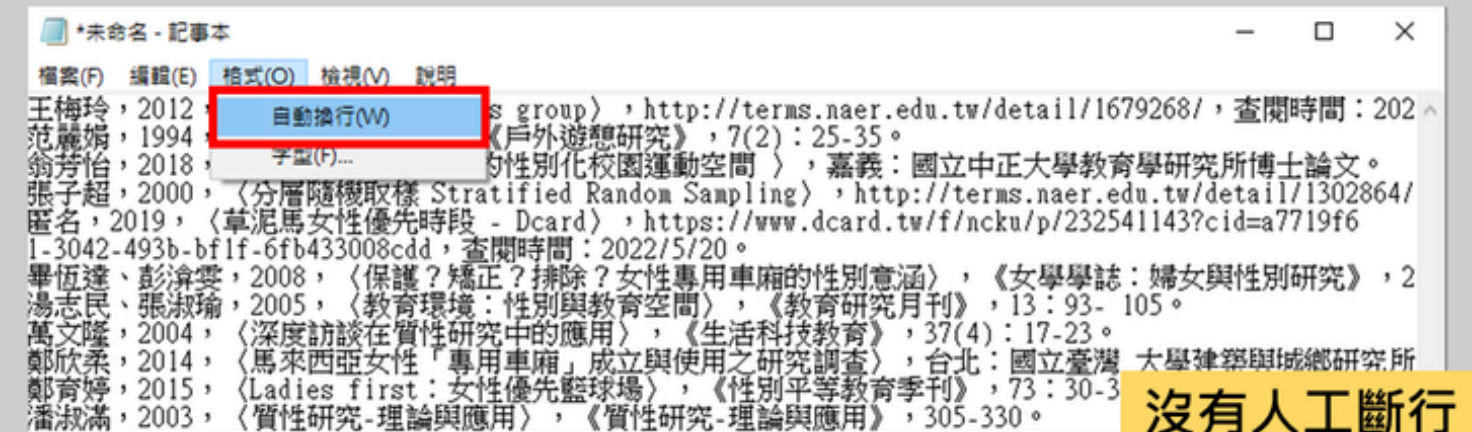 *未命名 - 記事本
檔案(F) 編輯(E) 格式(O) 檢視(V) 說明
自動換行(W)
字型(F)...
王梅玲，2012，s group〉，http://terms.naer.edu.tw/detail/1679268/，查閱時間：202
范麗娟，1994，《戶外遊憩研究》，7(2)：25-35。
翁芳怡，2018，的性別化校園運動空間 〉，嘉義：國立中正大學教育學研究所博士論文。
張子超，2000，〈分層隨機取樣 Stratified Random Sampling〉，http://terms.naer.edu.tw/detail/1302864/
匿名，2019，〈草泥馬女性優先時段 - Dcard〉，https://www.dcard.tw/f/ncku/p/232541143?cid=a7719f6
1-3042-493b-bf1f-6fb433008cdd，查閱時間：2022/5/20。
畢恆達、彭渰雯，2008，〈保護？矯正？排除？女性專用車廂的性別意涵〉，《女學學誌：婦女與性別研究》，2
湯志民、張淑瑜，2005，〈教育環境：性別與教育空間〉，《教育研究月刊》，13：93- 105。
萬文隆，2004，〈深度訪談在質性研究中的應用〉，《生活科技教育》，37(4)：17-23。
鄭欣柔，2014，〈馬來西亞女性「專用車廂」成立與使用之研究調查〉，台北：國立臺灣 大學建築與城鄉研究所
鄭育婷，2015，〈Ladies first：女性優先籃球場〉，《性別平等教育季刊》，73：30-3
潘淑滿，2003，〈質性研究-理論與應用〉，《質性研究-理論與應用》，305-330。
沒有人工斷行